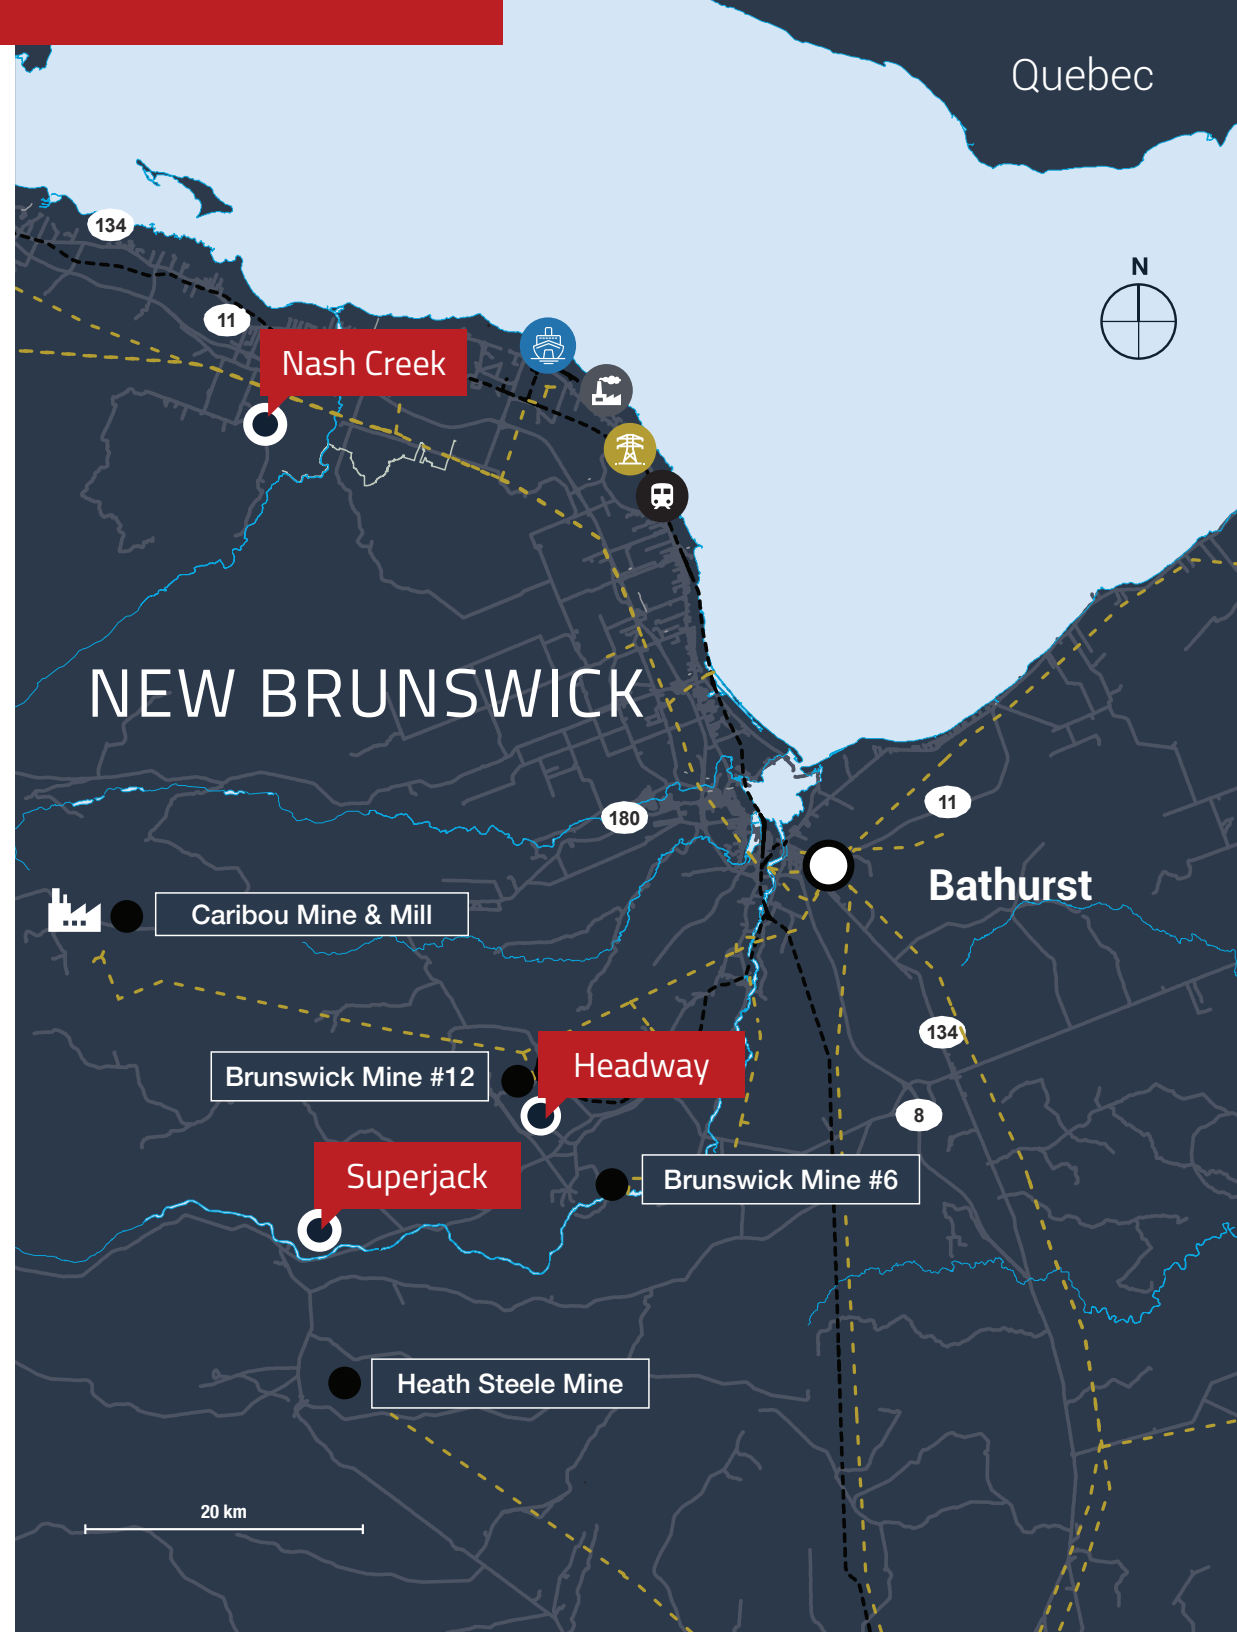 Quebec
134
N
11
Nash Creek
NEW BRUNSWICK
11
180
Bathurst
Caribou Mine & Mill
134
Headway
Brunswick Mine #12
8
Superjack
Brunswick Mine #6
Heath Steele Mine
20 km